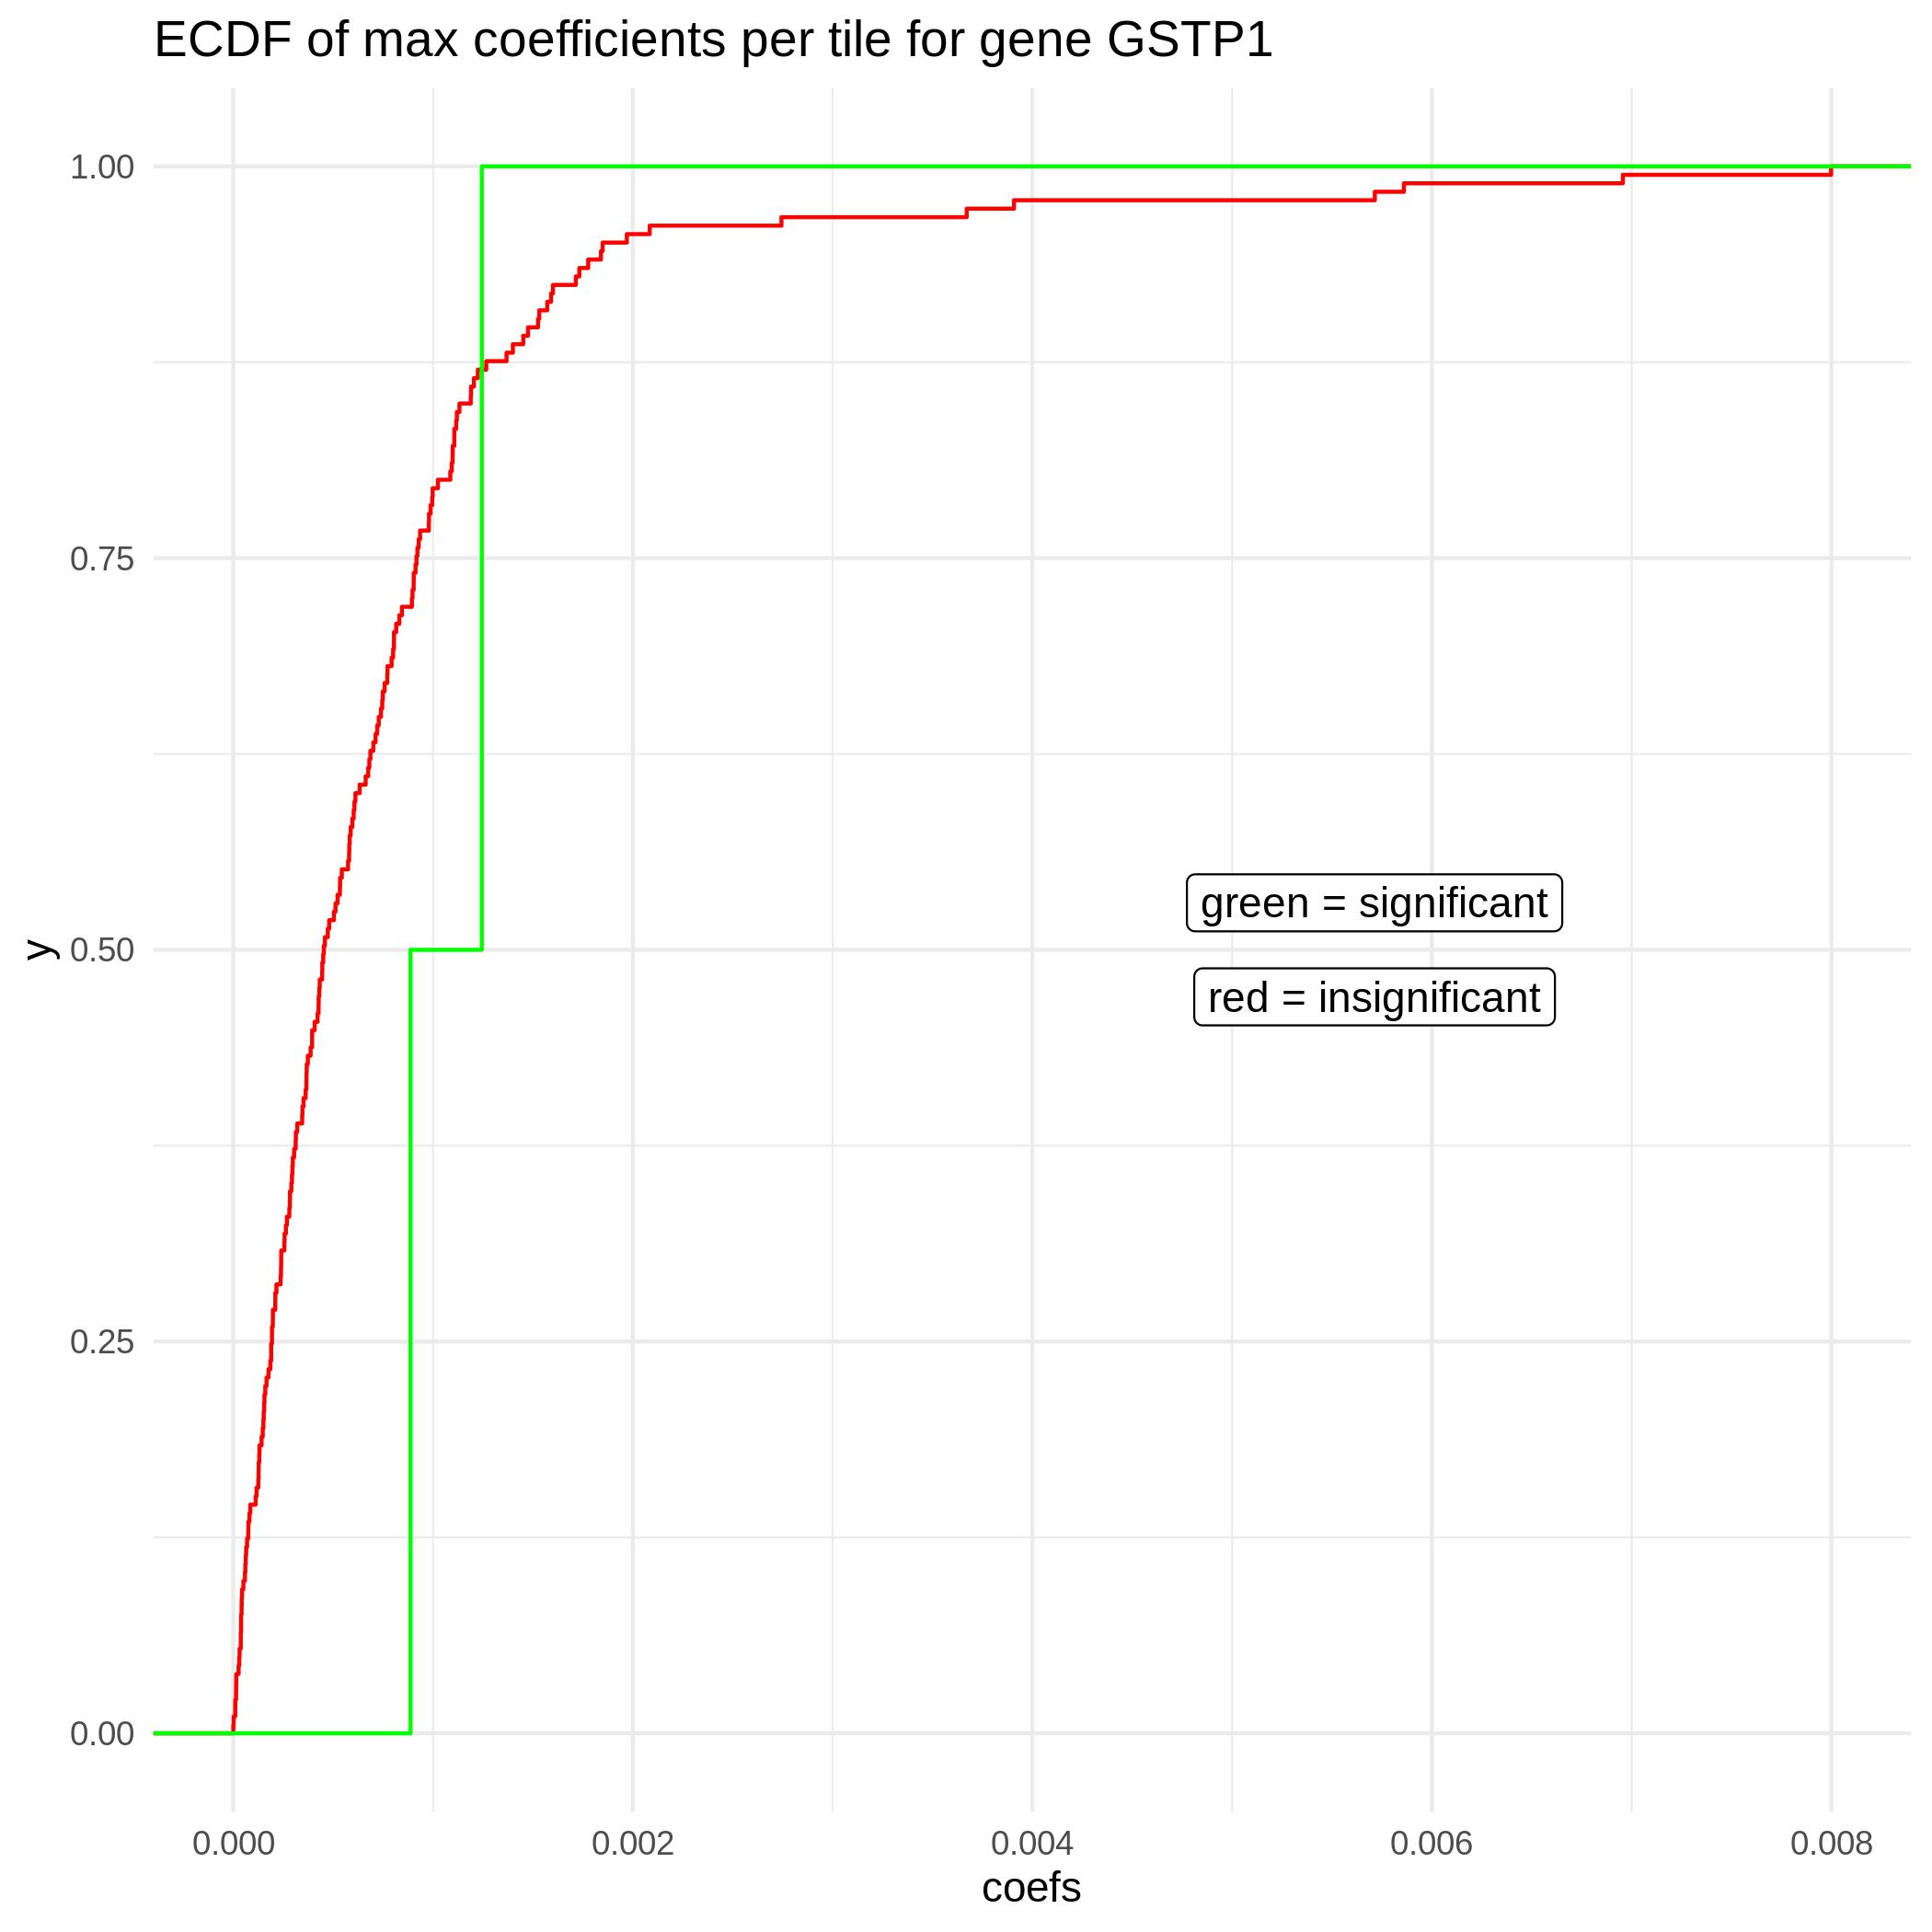 ECDF of max coefficients per tile for gene GSTP1
1.00
0.75
0.50
0.25
0.00
y
green = significant
red = insignificant
0.000 0.002 0.004 0.006 0.008
coefs